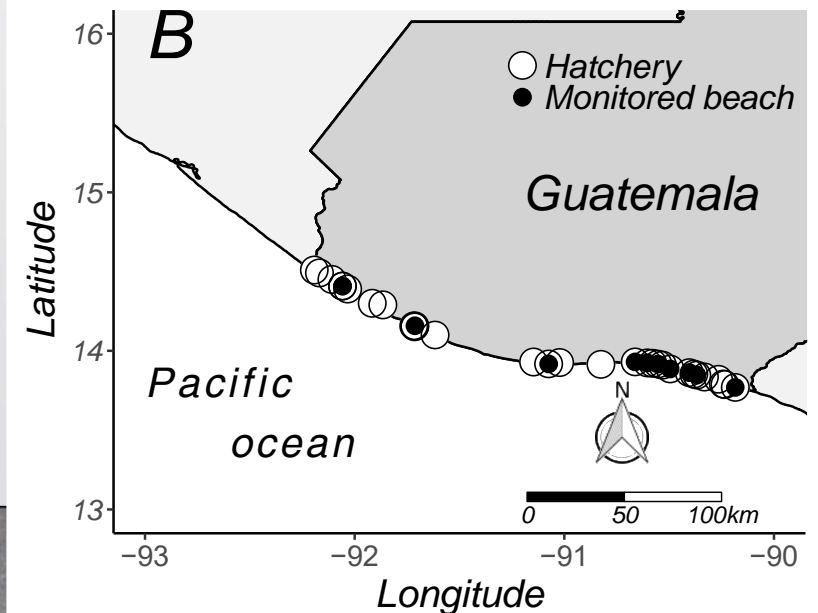 B
Hatchery
Monitored beach
Guatemala
Pacific
ocean
N
0 50 100km
16
15
14
13
Latitude
−93 −92 −91 −90
Longitude